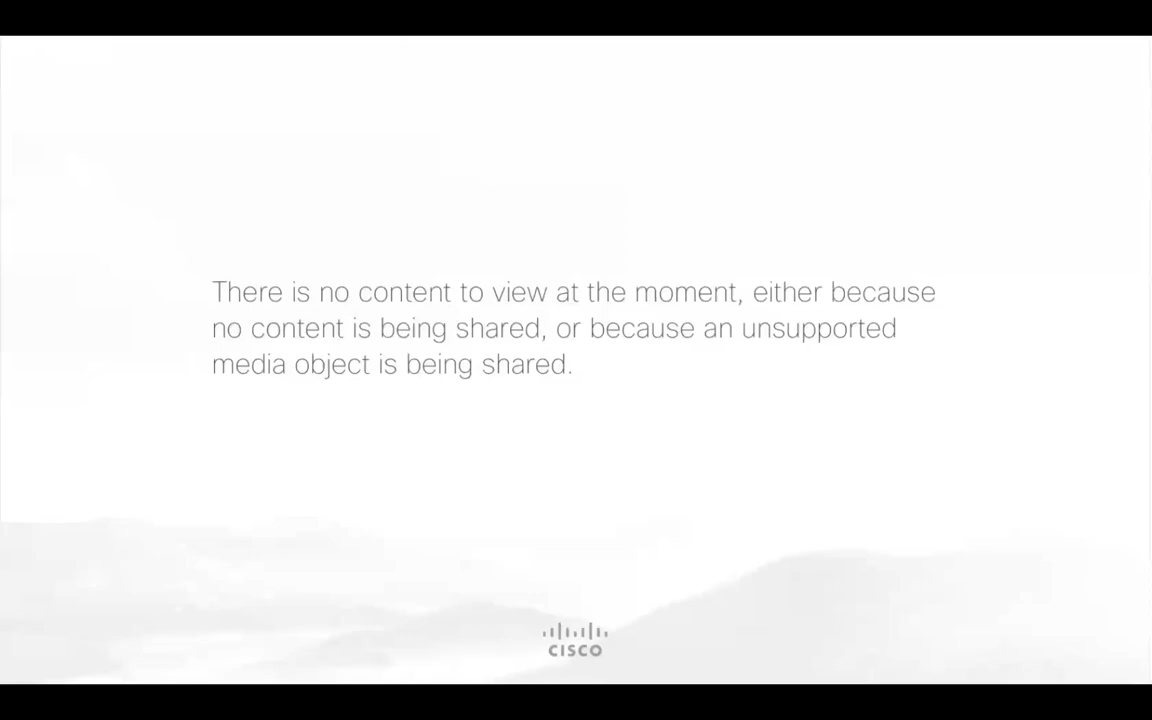 There is no content to view at the moment, either because
no content is being shared, or because an unsupported
media object is being shared.
CISCO